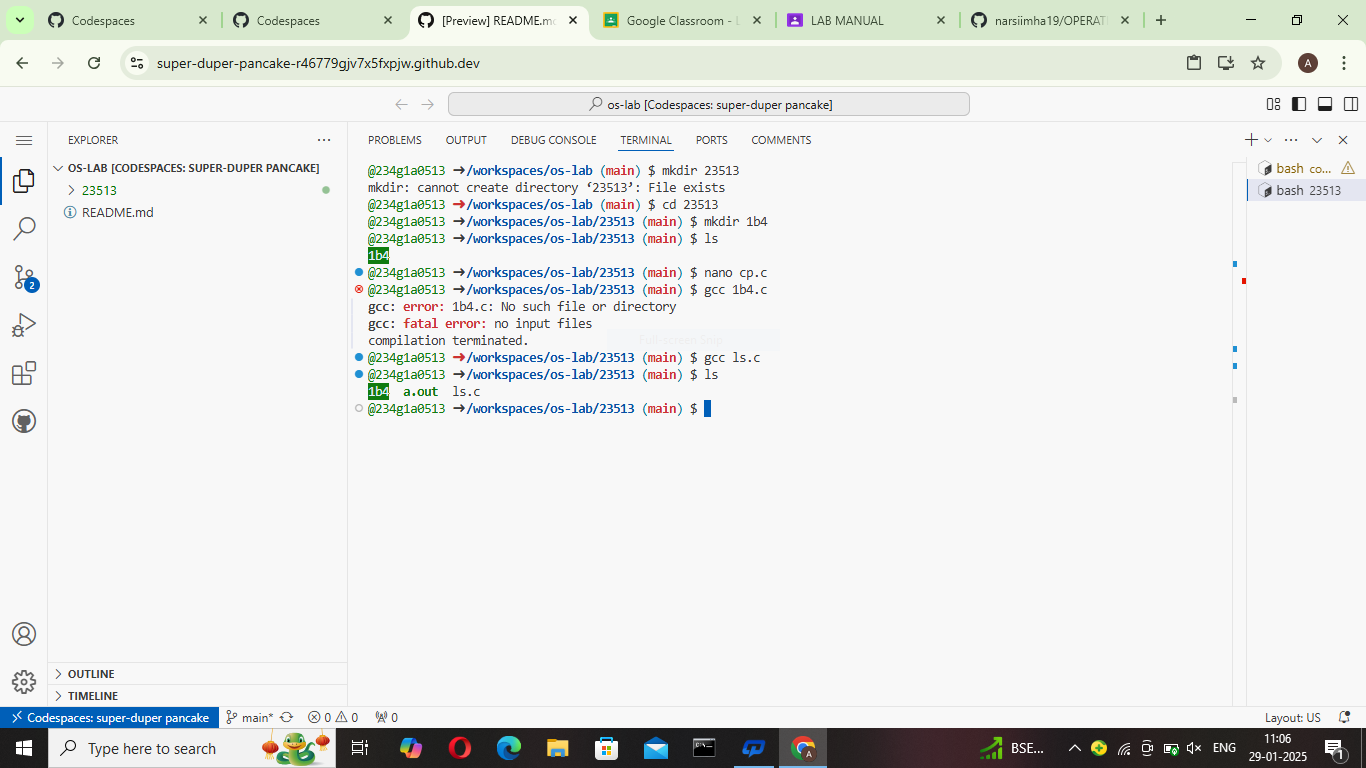 Codespaces
Codespaces
[Preview] README.m
Google Classroom - L
LAB MANUAL
narsiimha19/OPERAT
super-duper-pancake-r46779gjv7x5fxpjw.github.dev
A
os-lab [Codespaces: super-duper pancake]
EXPLORER
PROBLEMS OUTPUT DEBUG CONSOLE TERMINAL PORTS COMMENTS
OS-LAB [CODESPACES: SUPER-DUPER PANCAKE]
23513
README.md
2
@234g1a0513 ➜/workspaces/os-lab (main) $ mkdir 23513
mkdir: cannot create directory ‘23513’: File exists
@234g1a0513 ➜/workspaces/os-lab (main) $ cd 23513
@234g1a0513 ➜/workspaces/os-lab/23513 (main) $ mkdir 1b4
@234g1a0513 ➜/workspaces/os-lab/23513 (main) $ ls
1b4
@234g1a0513 ➜/workspaces/os-lab/23513 (main) $ nano cp.c
@234g1a0513 ➜/workspaces/os-lab/23513 (main) $ gcc 1b4.c
gcc: error: 1b4.c: No such file or directory
gcc: fatal error: no input files
compilation terminated.
@234g1a0513 ➜/workspaces/os-lab/23513 (main) $ gcc ls.c
@234g1a0513 ➜/workspaces/os-lab/23513 (main) $ ls
1b4 a.out ls.c
@234g1a0513 ➜/workspaces/os-lab/23513 (main) $
bash co...
bash 23513
Full-screen Snip
OUTLINE
TIMELINE
Codespaces: super-duper pancake main* 0 0 0 Layout: US
Type here to search
A
BSE...
ENG
11:06
29-01-2025
1